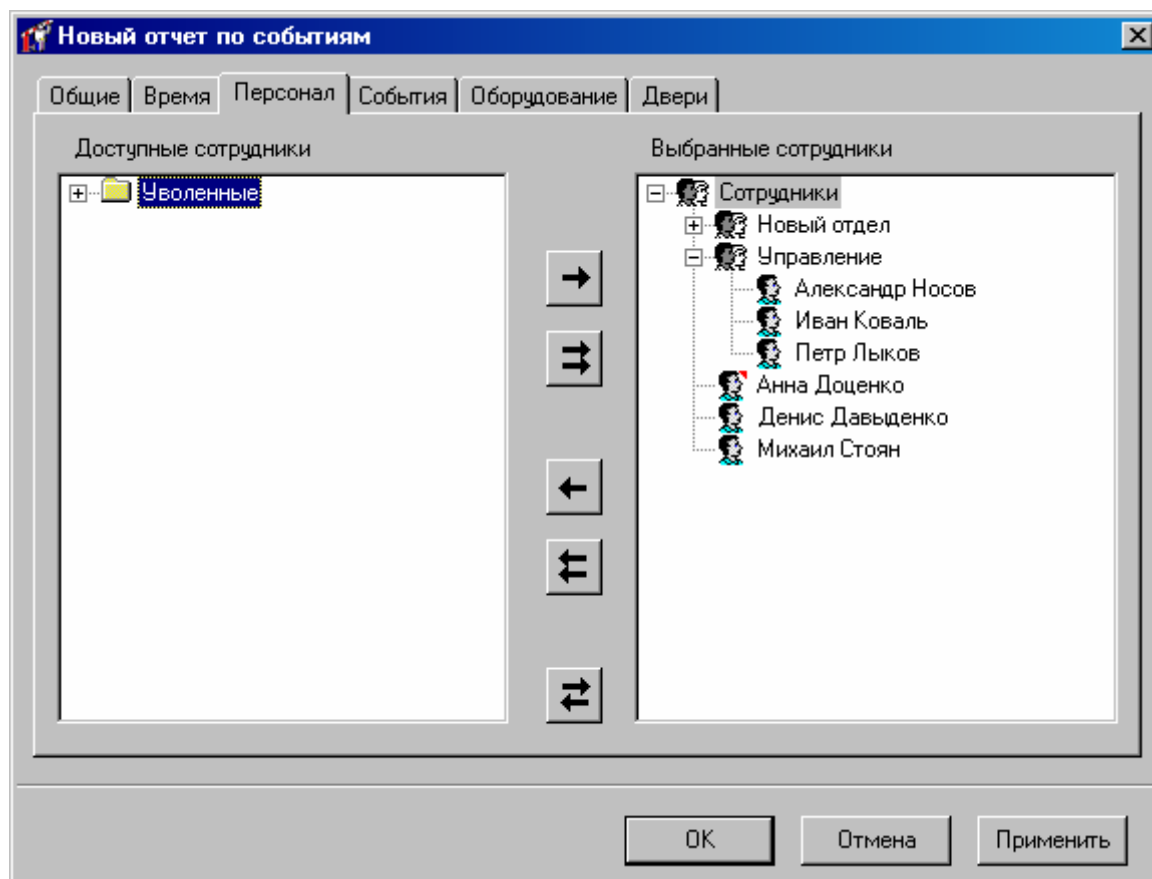 Новый отчет по событиям
Общие Время Персонал События Оборудование Двери
Доступные сотрудники
Выбранные сотрудники
Уволенные
Сотрудники
Новый отдел
Управление
Александр Носов
Иван Коваль
Петр Лыков
Анна Доценко
Денис Давыденко
Михаил Стоян
OK Отмена Применить